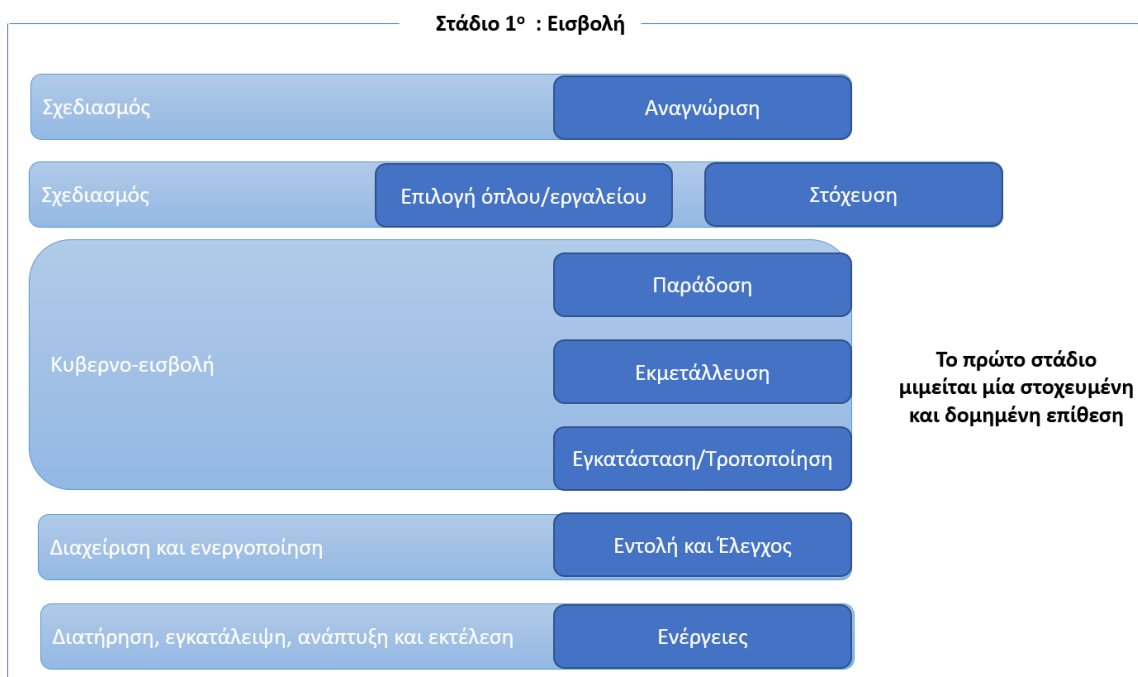 Στάδιο 1ο : Εισβολή
Σχεδιασμός
Αναγνώριση
Σχεδιασμός
Επιλογή όπλου/εργαλείου
Στόχευση
Κυβερνο-εισβολή
Παράδοση
Εκμετάλλευση
Εγκατάσταση/Τροποποίηση
Το πρώτο στάδιο
μιμείται μία στοχευμένη
και δομημένη επίθεση
Διαχείριση και ενεργοποίηση
Εντολή και Έλεγχος
Διατήρηση, εγκατάλειψη, ανάπτυξη και εκτέλεση
Ενέργειες